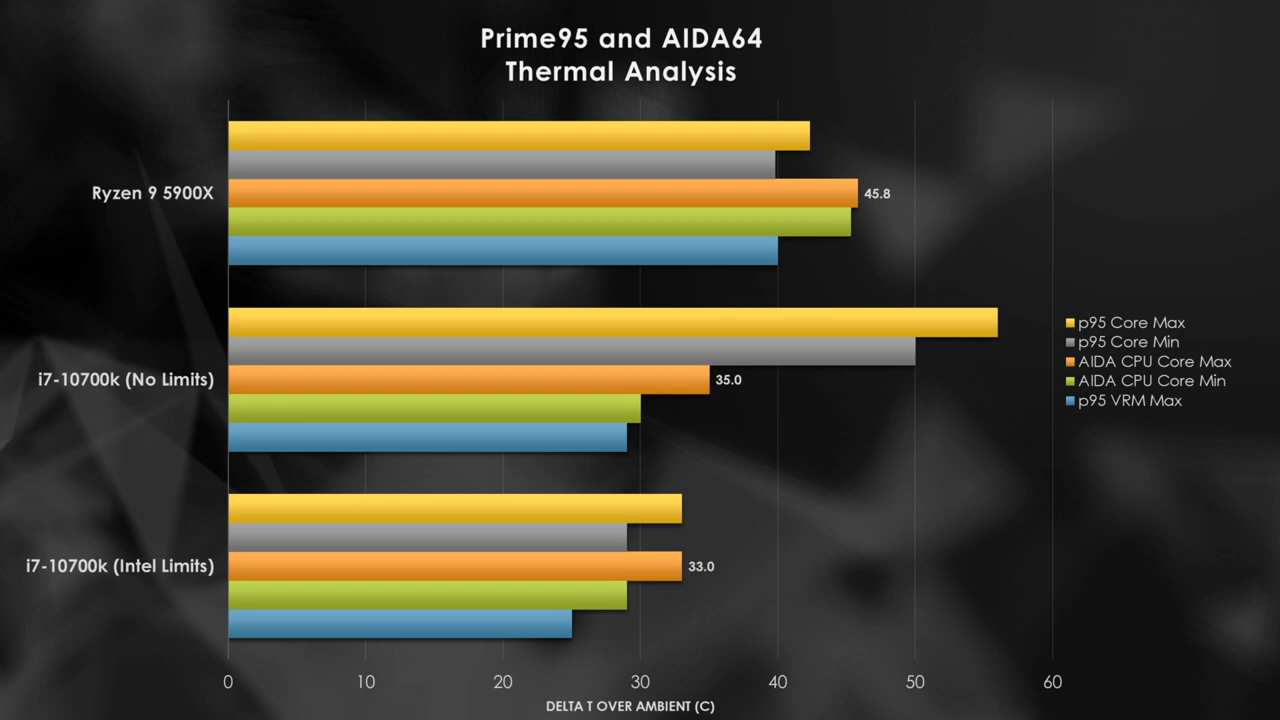 Prime95 and AIDA64
Thermal Analysis
Ryzen 9 5900X
45.8
i7-10700k (No Limits)
35.0
i7-10700k (Intel Limits)
33.0
p95 Core Max
p95 Core Min
AIDA CPU Core Max
AIDA CPU Core Min
p95 VRM Max
0 10 20 30 40 50 60
DELTA T OVER AMBIENT (C)